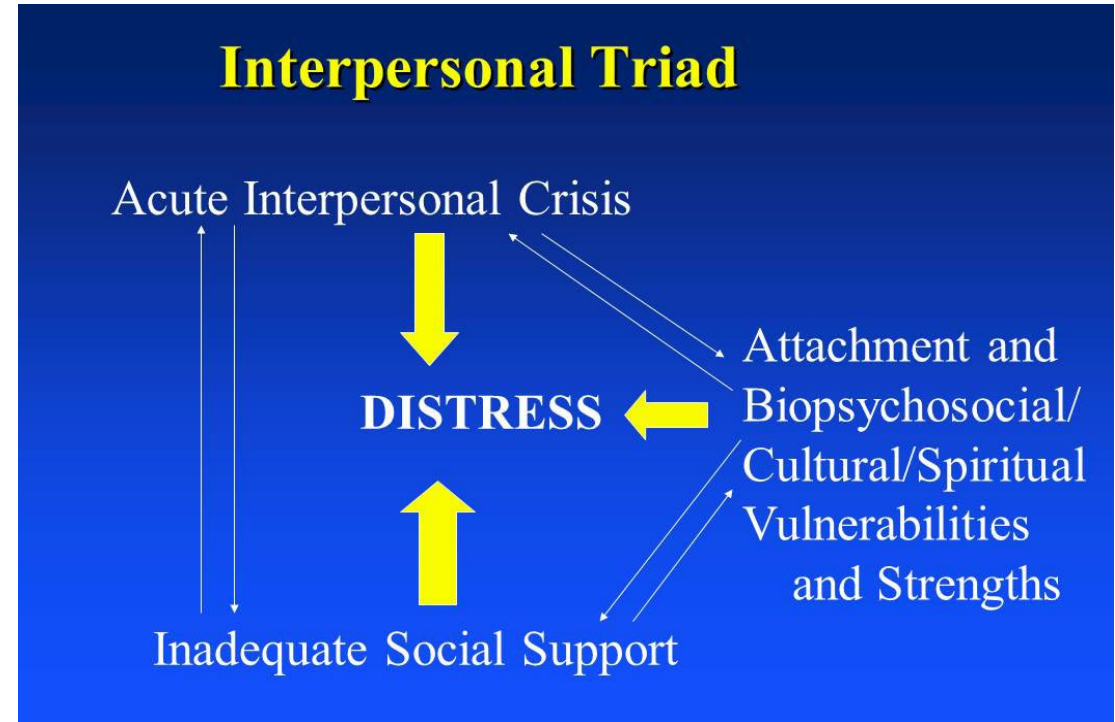 Interpersonal Triad
Acute Interpersonal Crisis
DISTRESS
Attachment and
Biopsychosocial/
Cultural/Spiritual
Vulnerabilities
and Strengths
Inadequate Social Support